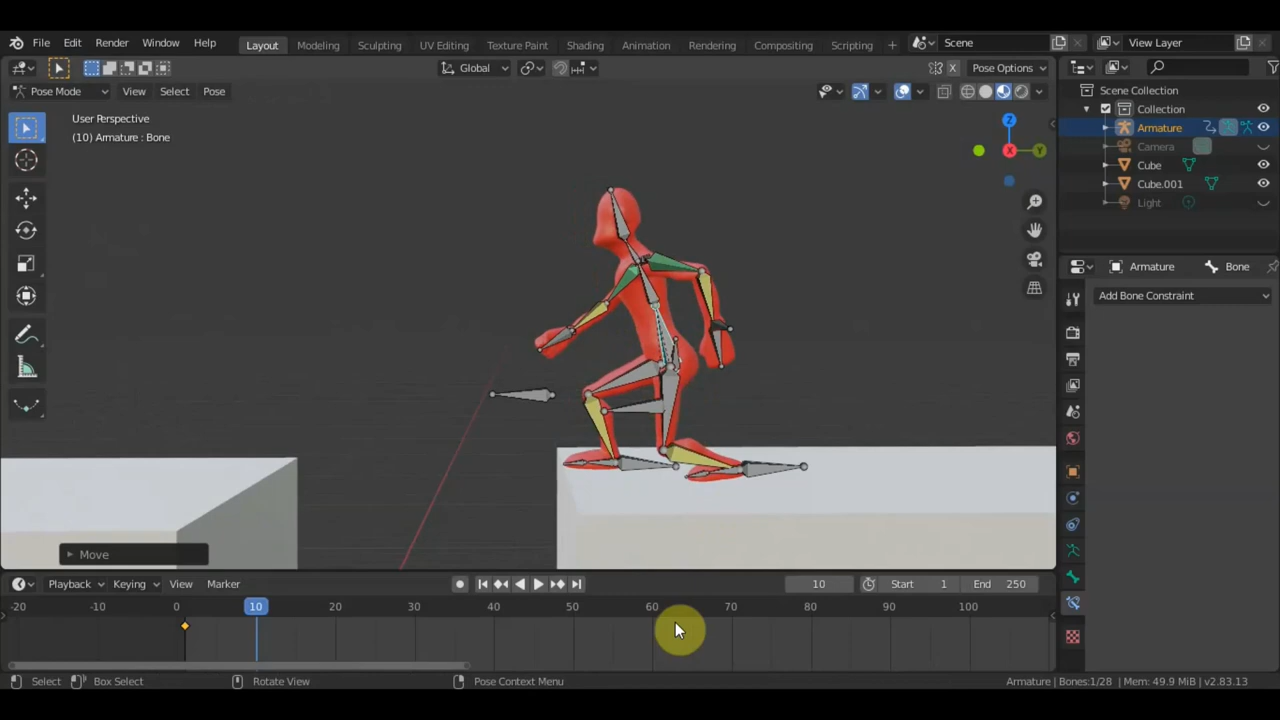 File Edit Render Window Help Layout Modeling Sculpting UV Editing Texture Paint Shading Animation Rendering Compositing Scripting + Scene View Layer
Global X Pose Options
Pose Mode View Select Pose
Scene Collection
Collection
Armature
Camera
Cube
Cube.001
Light
User Perspective
(10) Armature : Bone
Z
X
Y
Armature Bone
Add Bone Constraint
Move
Playback Keying View Marker 10 Start 1 End 250
-20 -10 0 10 20 30 40 50 60 70 80 90 100
Select Box Select Rotate View Pose Context Menu Armature | Bones:1/28 | Mem: 49.9 MiB | v2.83.13